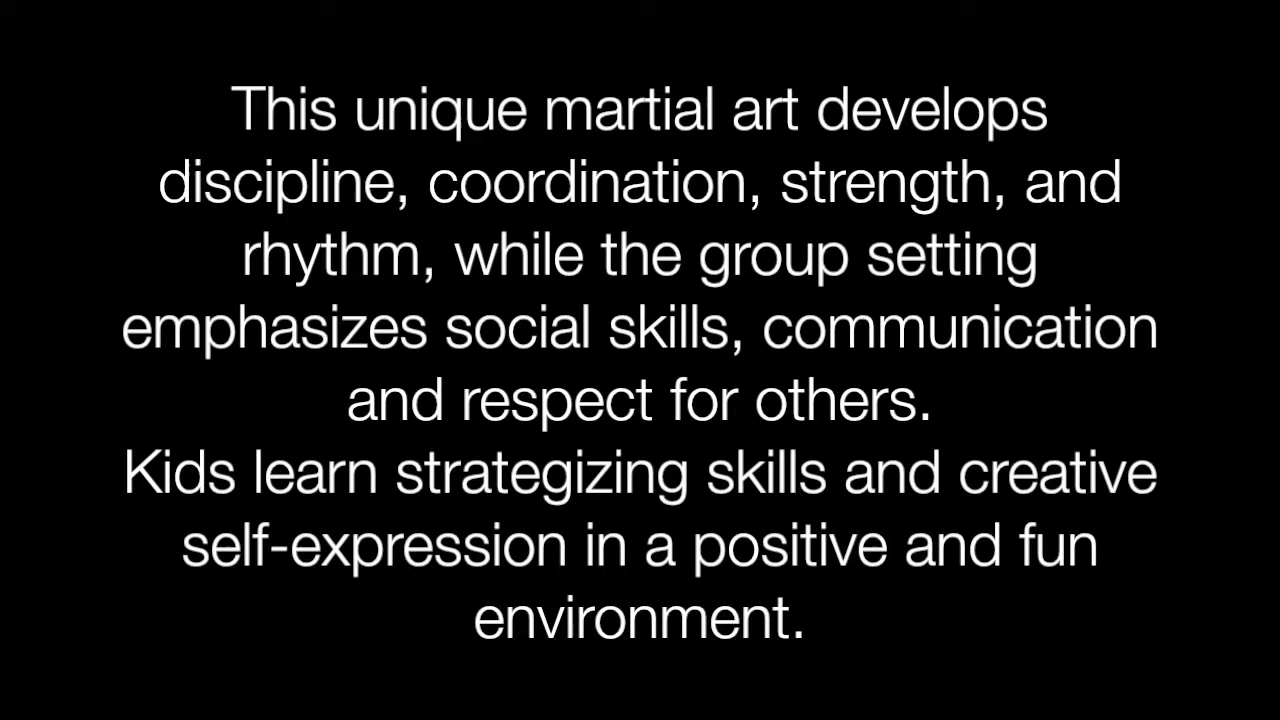 This unique martial art develops
discipline, coordination, strength, and
rhythm, while the group setting
emphasizes social skills, communication
and respect for others.
Kids learn strategizing skills and creative
self-expression in a positive and fun
environment.